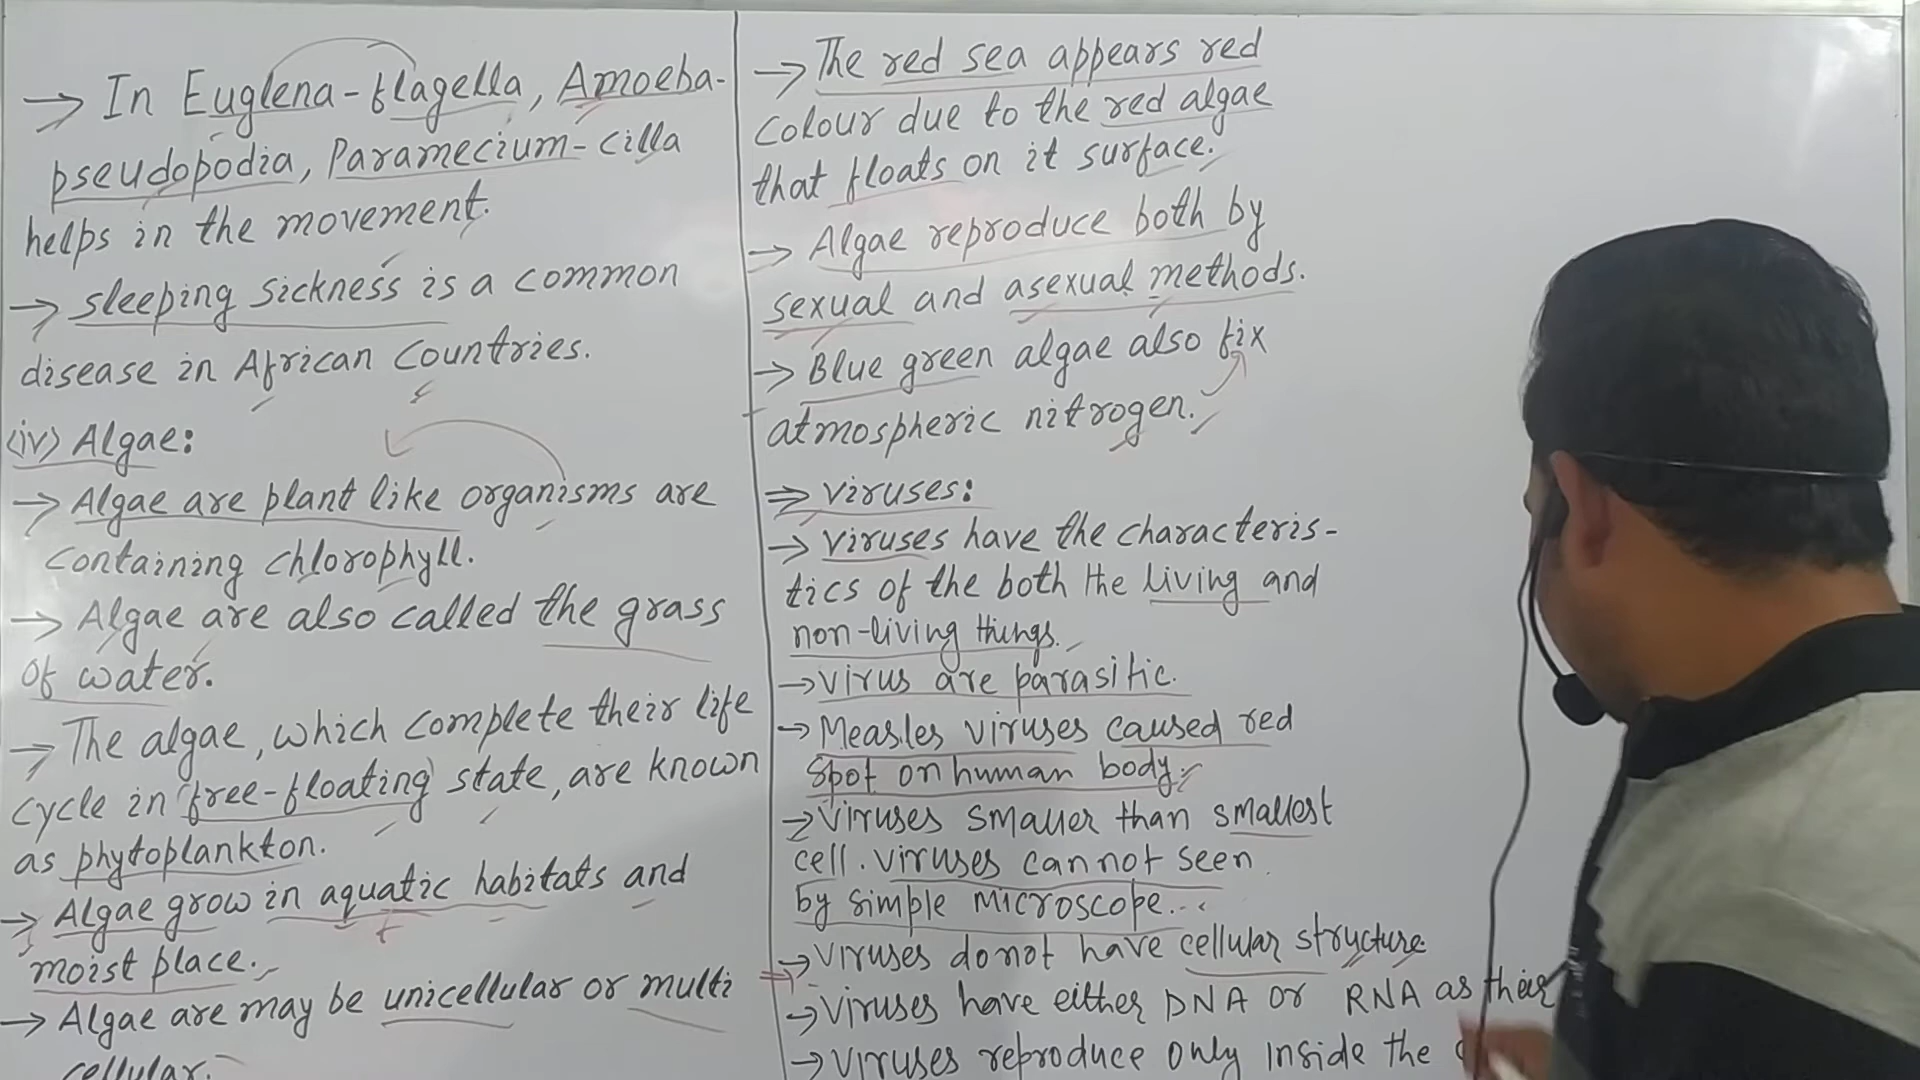 → In Euglena-flagella, Amoeba-
pseudopodia, Paramecium-cilla
helps in the movement.
→ sleeping sickness is a common
disease in African countries.
(iv) Algae:
→ Algae are plant like organisms are
containing chlorophyll.
→ Algae are also called the grass
of water.
→ The algae, which complete their life
cycle in free-floating state, are known
as phytoplankton.
→ Algae grow in aquatic habitats and
moist place.
→ Algae are may be unicellular or multi
cellular.
→ The red sea appears red
colour due to the red algae
that floats on it surface.
→ Algae reproduce both by
sexual and asexual methods.
→ Blue green algae also fix
atmospheric nitrogen.
⇒ viruses:
→ viruses have the characteris-
tics of the both the living and
non-living things.
→ virus are parasitic.
→ Measles viruses caused red
spot on human body.
→ viruses smaller than smallest
cell. viruses cannot seen
by simple microscope...
→ viruses donot have cellular structure
→ viruses have either DNA or RNA as their
→ viruses reproduce only inside the